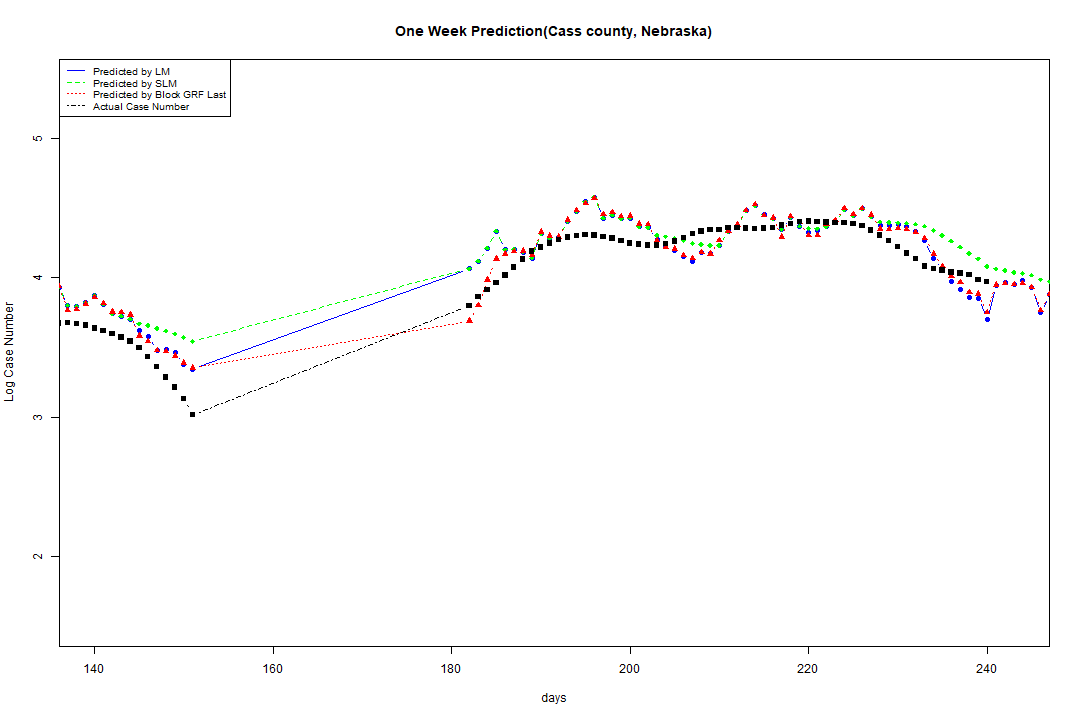 One Week Prediction(Cass county, Nebraska)
Predicted by LM
Predicted by SLM
Predicted by Block GRF Last
Actual Case Number
5
4
3
2
Log Case Number
140 160 180 200 220 240
days